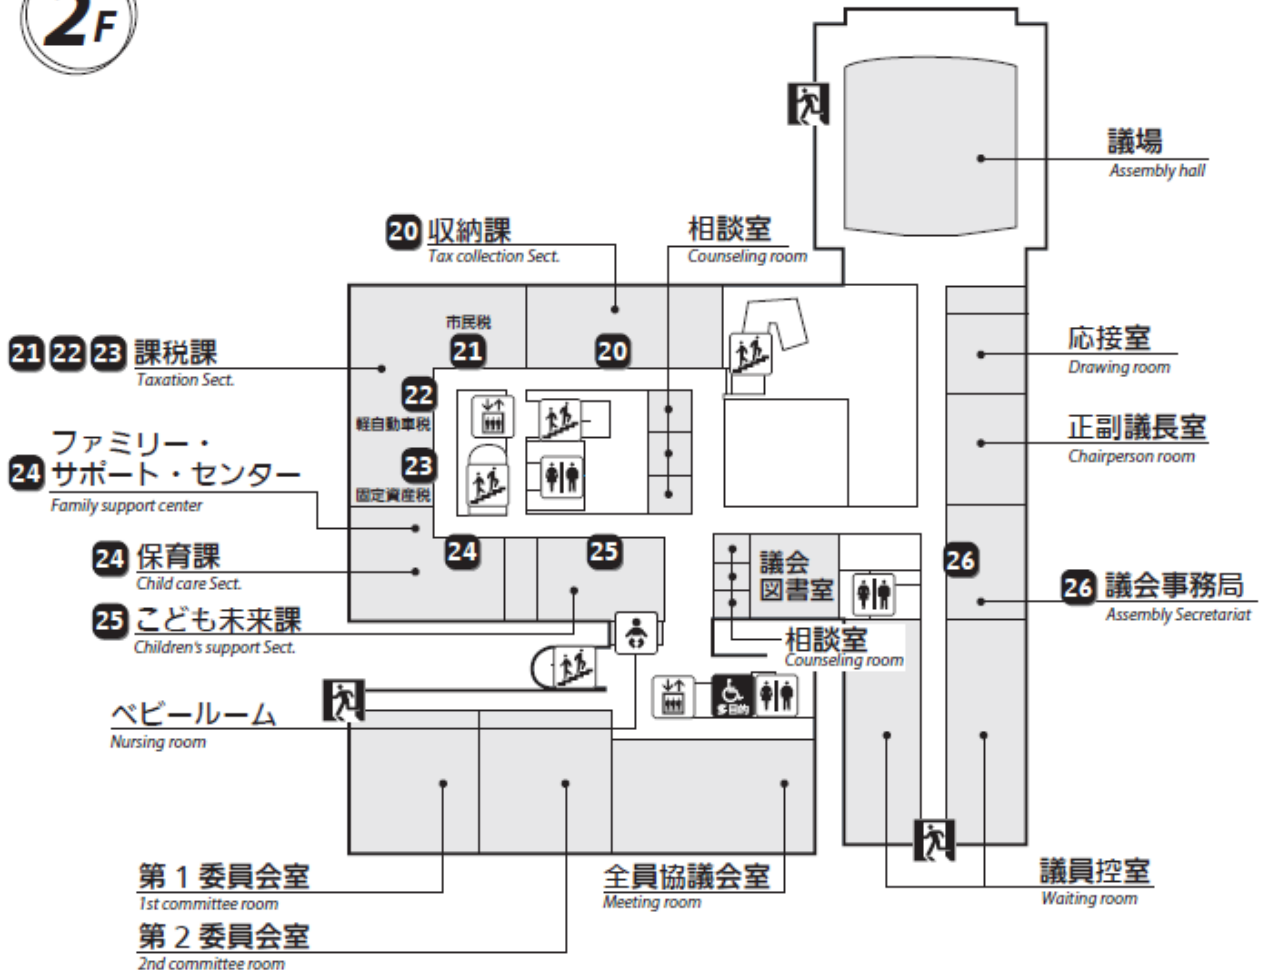 2F
議場
Assembly hall
20 収納課
Tax collection Sect.
相談室
Counseling room
市民税
21
20
21 22 23 課税課
Taxation Sect.
応接室
Drawing room
22
軽自動車税
正副議長室
Chairperson room
ファミリー・
24 サポート・センター
Family support center
23
固定資産税
24
25
24 保育課
Child care Sect.
議会
図書室
26
26 議会事務局
Assembly Secretariat
25 こども未来課
Children's support Sect.
相談室
Counseling room
多目的
ベビールーム
Nursing room
第1委員会室
1st committee room
全員協議会室
Meeting room
議員控室
Waiting room
第2委員会室
2nd committee room